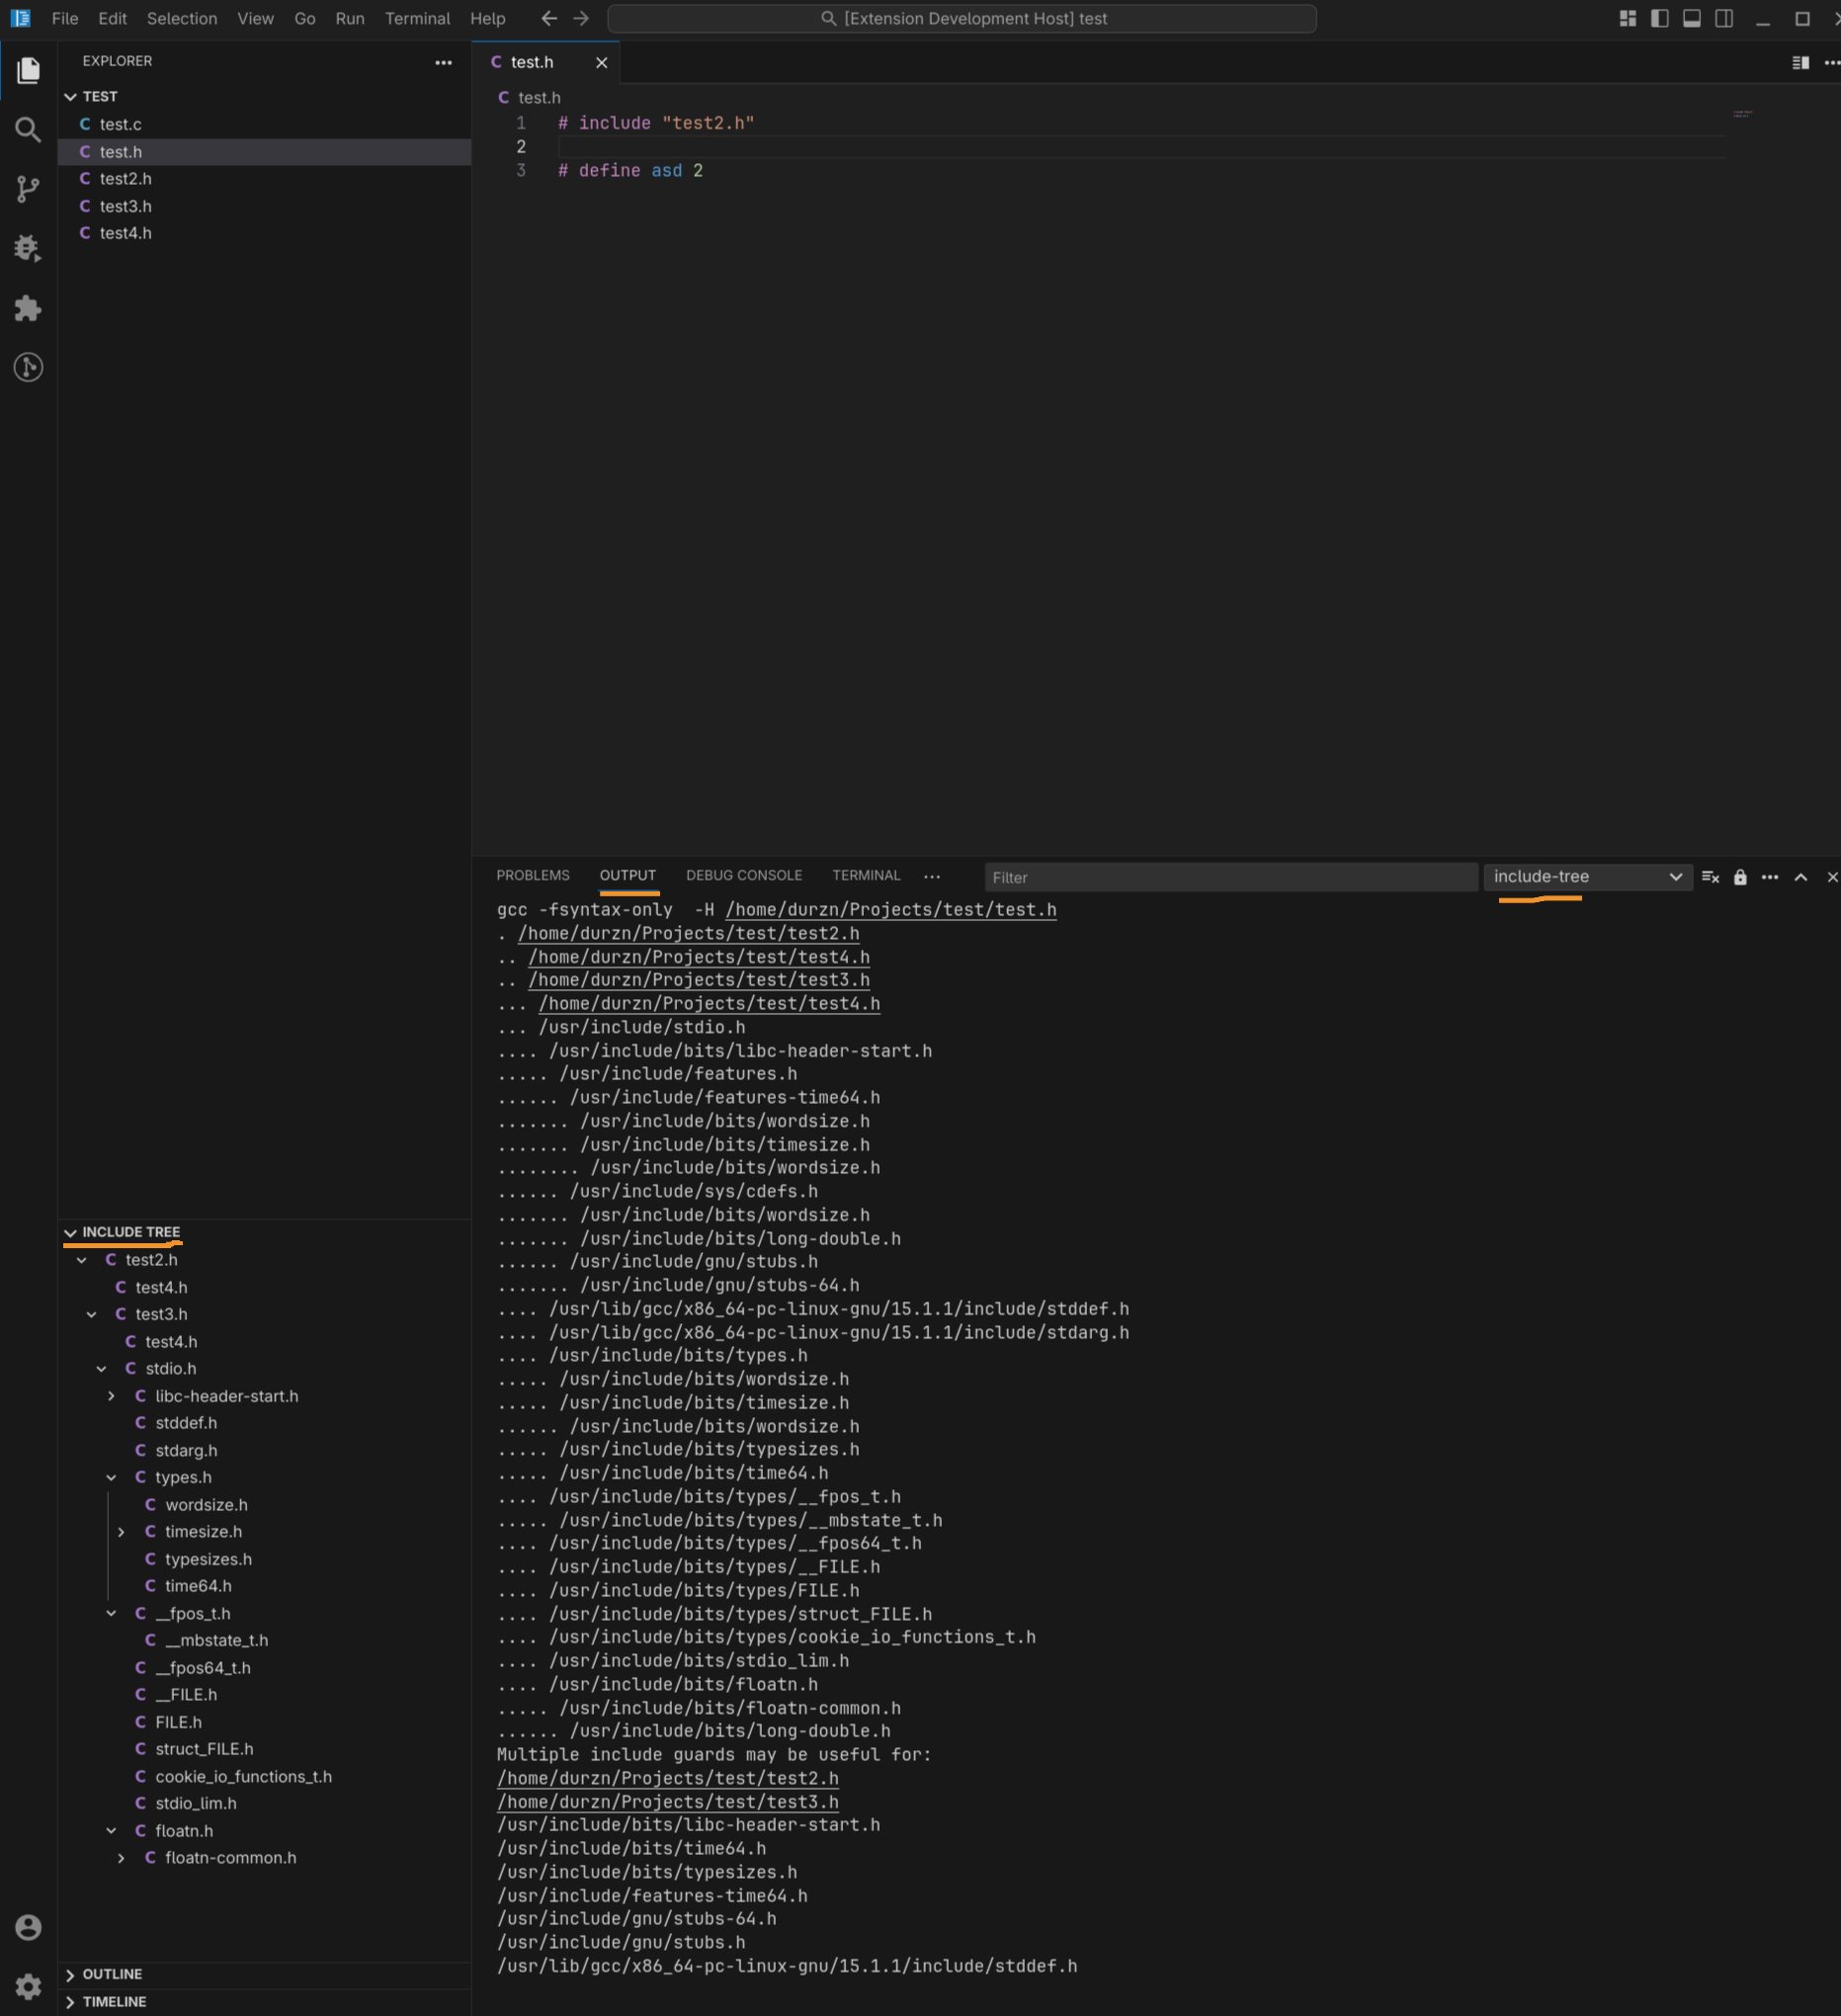 File Edit Selection View Go Run Terminal Help
[Extension Development Host] test
EXPLORER
TEST
C test.c
C test.h
C test2.h
C test3.h
C test4.h
INCLUDE TREE
C test2.h
C test4.h
C test3.h
C test4.h
C stdio.h
C libc-header-start.h
C stddef.h
C stdarg.h
C types.h
C wordsize.h
C timesize.h
C typesizes.h
C time64.h
C __fpos_t.h
C __mbstate_t.h
C __fpos64_t.h
C __FILE.h
C FILE.h
C struct_FILE.h
C cookie_io_functions_t.h
C stdio_lim.h
C floatn.h
C floatn-common.h
OUTLINE
TIMELINE
C test.h
C test.h
1 # include "test2.h"
2
3 # define asd 2
PROBLEMS OUTPUT DEBUG CONSOLE TERMINAL ... Filter include-tree
gcc -fsyntax-only  -H /home/durzn/Projects/test/test.h
. /home/durzn/Projects/test/test2.h
.. /home/durzn/Projects/test/test4.h
.. /home/durzn/Projects/test/test3.h
... /home/durzn/Projects/test/test4.h
... /usr/include/stdio.h
.... /usr/include/bits/libc-header-start.h
..... /usr/include/features.h
...... /usr/include/features-time64.h
....... /usr/include/bits/wordsize.h
....... /usr/include/bits/timesize.h
........ /usr/include/bits/wordsize.h
...... /usr/include/sys/cdefs.h
....... /usr/include/bits/wordsize.h
....... /usr/include/bits/long-double.h
...... /usr/include/gnu/stubs.h
....... /usr/include/gnu/stubs-64.h
.... /usr/lib/gcc/x86_64-pc-linux-gnu/15.1.1/include/stddef.h
.... /usr/lib/gcc/x86_64-pc-linux-gnu/15.1.1/include/stdarg.h
.... /usr/include/bits/types.h
..... /usr/include/bits/wordsize.h
..... /usr/include/bits/timesize.h
...... /usr/include/bits/wordsize.h
..... /usr/include/bits/typesizes.h
..... /usr/include/bits/time64.h
.... /usr/include/bits/types/__fpos_t.h
..... /usr/include/bits/types/__mbstate_t.h
.... /usr/include/bits/types/__fpos64_t.h
.... /usr/include/bits/types/__FILE.h
.... /usr/include/bits/types/FILE.h
.... /usr/include/bits/types/struct_FILE.h
.... /usr/include/bits/types/cookie_io_functions_t.h
.... /usr/include/bits/stdio_lim.h
.... /usr/include/bits/floatn.h
..... /usr/include/bits/floatn-common.h
...... /usr/include/bits/long-double.h
Multiple include guards may be useful for:
/home/durzn/Projects/test/test2.h
/home/durzn/Projects/test/test3.h
/usr/include/bits/libc-header-start.h
/usr/include/bits/time64.h
/usr/include/bits/typesizes.h
/usr/include/features-time64.h
/usr/include/gnu/stubs-64.h
/usr/include/gnu/stubs.h
/usr/lib/gcc/x86_64-pc-linux-gnu/15.1.1/include/stddef.h